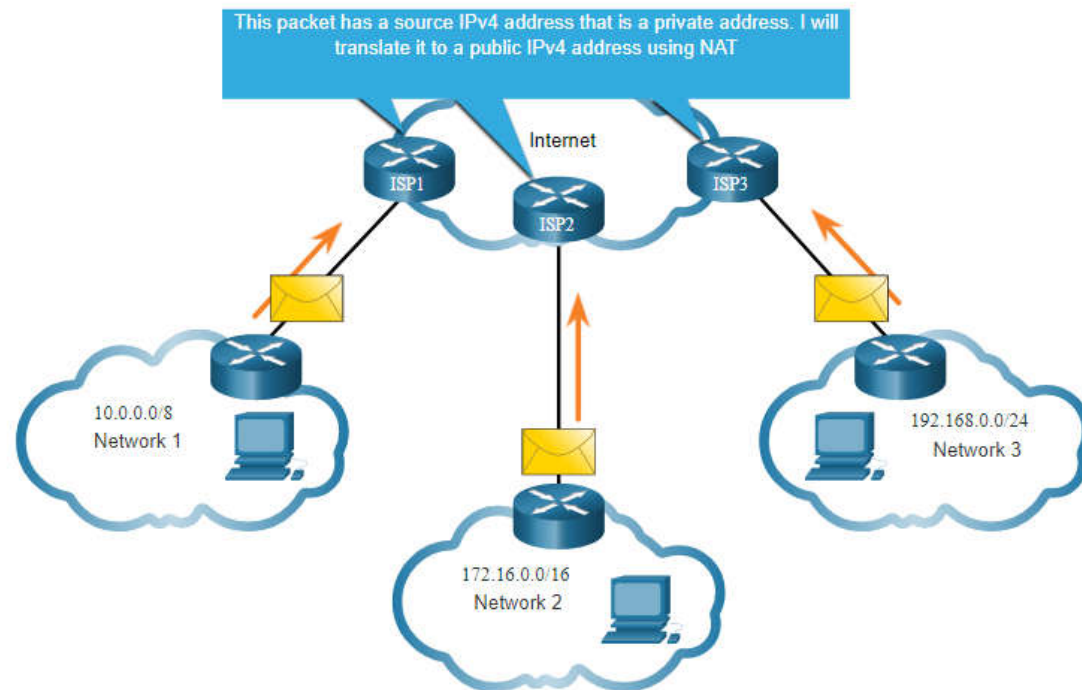 This packet has a source IPv4 address that is a private address. I will
translate it to a public IPv4 address using NAT
Internet
ISP1
ISP2
ISP3
10.0.0.0/8
Network 1
192.168.0.0/24
Network 3
172.16.0.0/16
Network 2